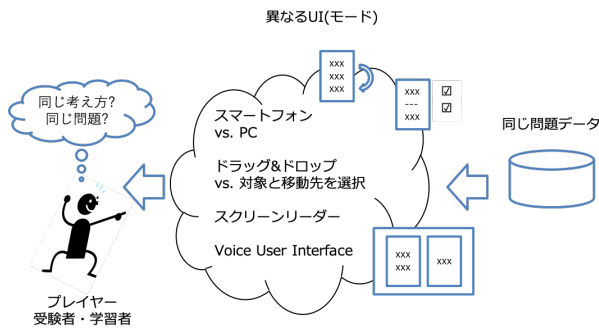 異なるUI(モード)
xxx
xxx
xxx
xxx
---
xxx
☑
☑
同じ考え方?
同じ問題?
スマートフォン
vs. PC
ドラッグ&ドロップ
vs. 対象と移動先を選択
スクリーンリーダー
Voice User Interface
同じ問題データ
xxx
xxx
xxx
プレイヤー
受験者・学習者